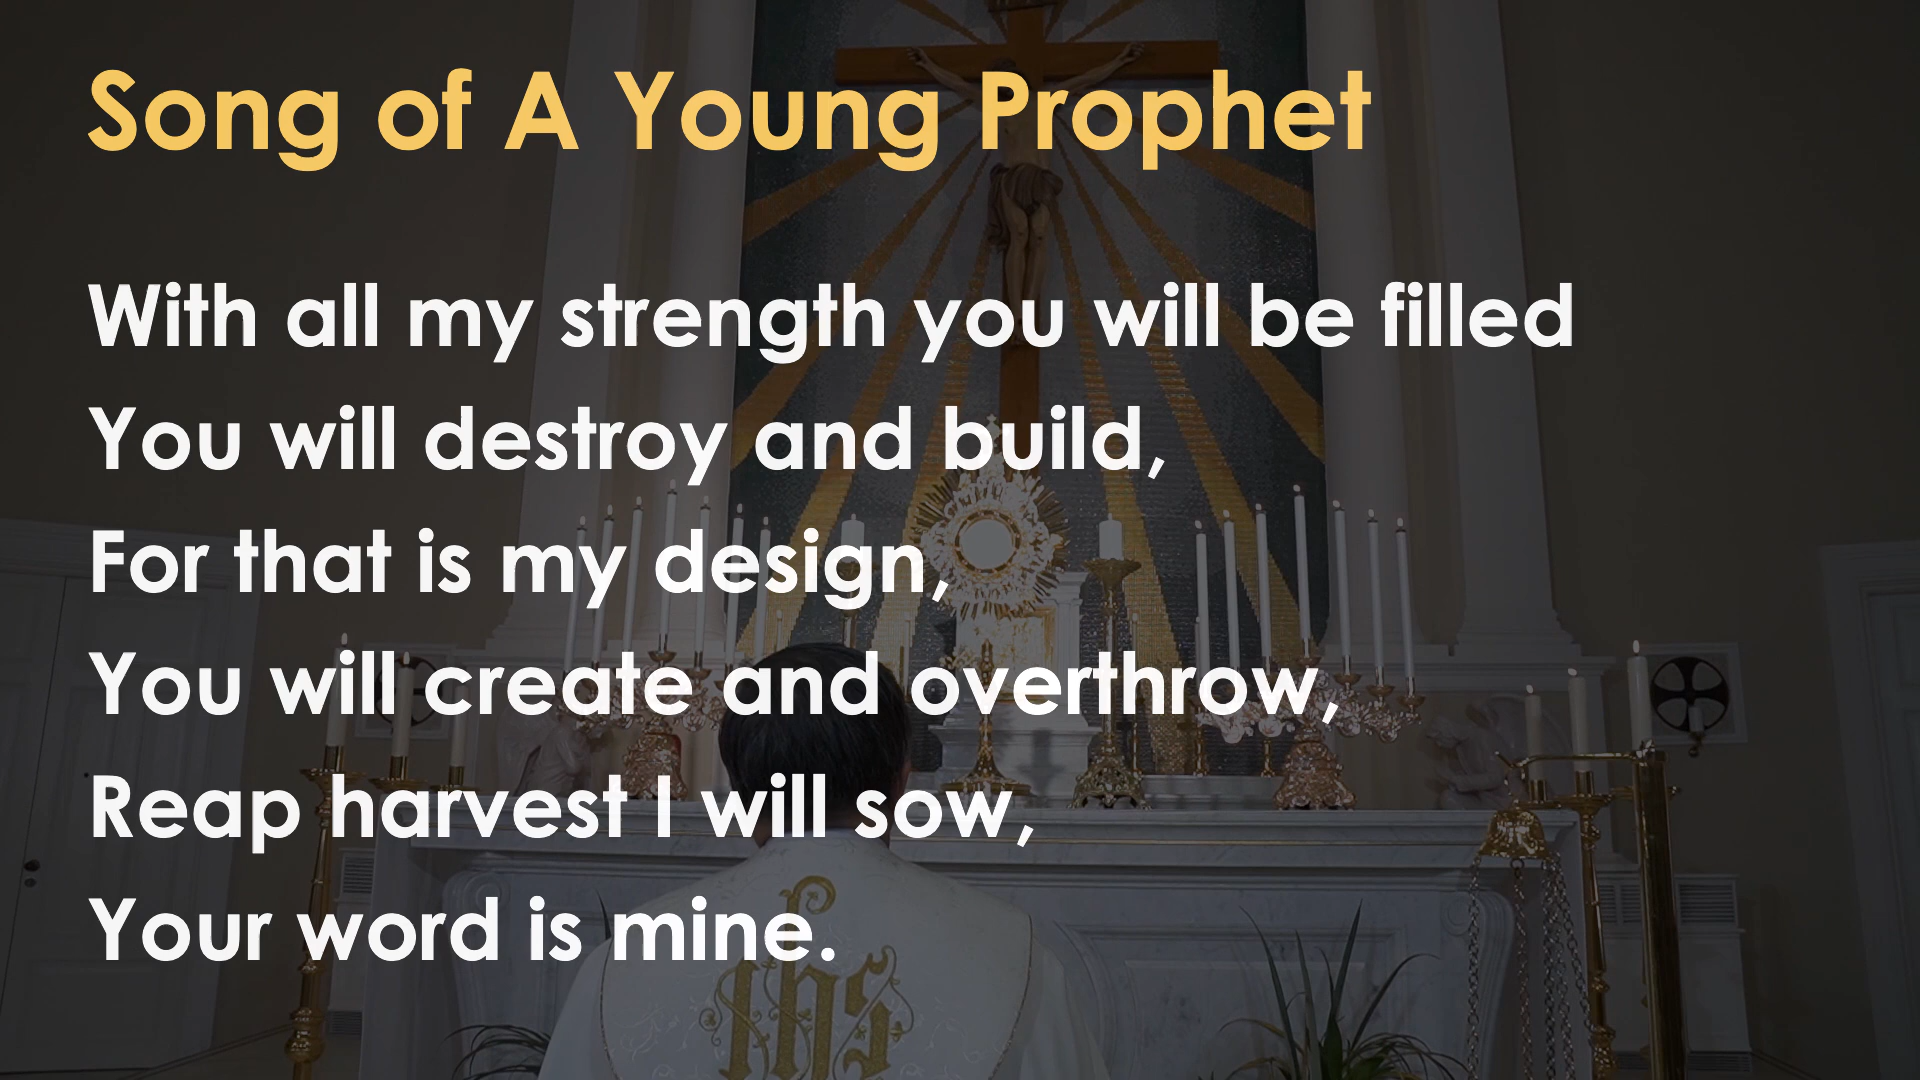 Song of A Young Prophet
With all my strength you will be filled
You will destroy and build,
For that is my design,
You will create and overthrow,
Reap harvest I will sow,
Your word is mine.
ihs